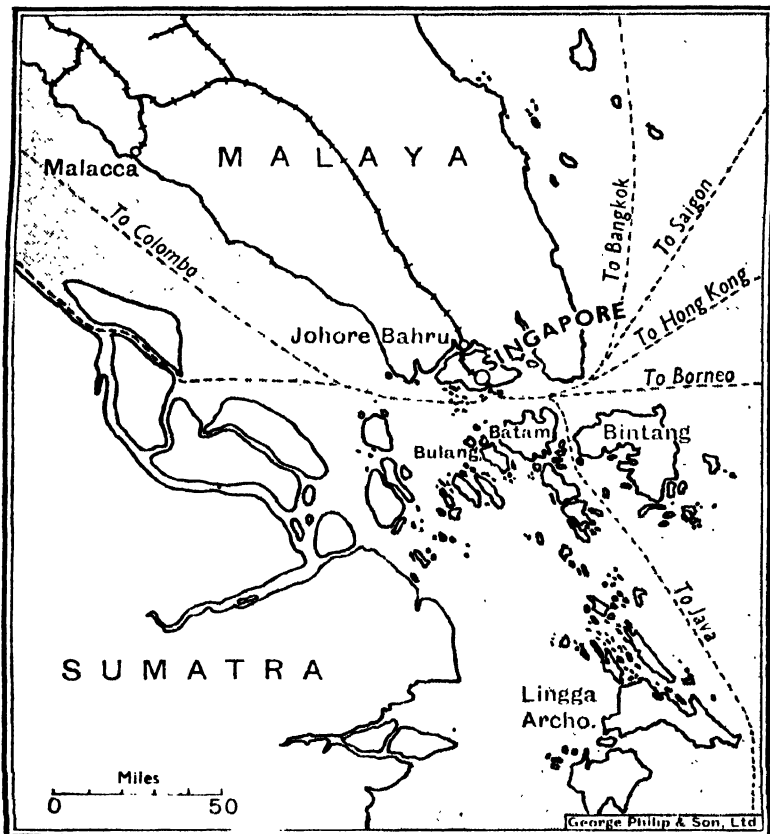 MALAYA
Malacca
To Colombo
To Bangkok
To Saigon
To Hong Kong
Johore Bahru
SINGAPORE
To Borneo
Batam
Bintang
Bulang
To Java
SUMATRA
Lingga
Archo.
Miles
0 50
George Philip & Son, Ltd